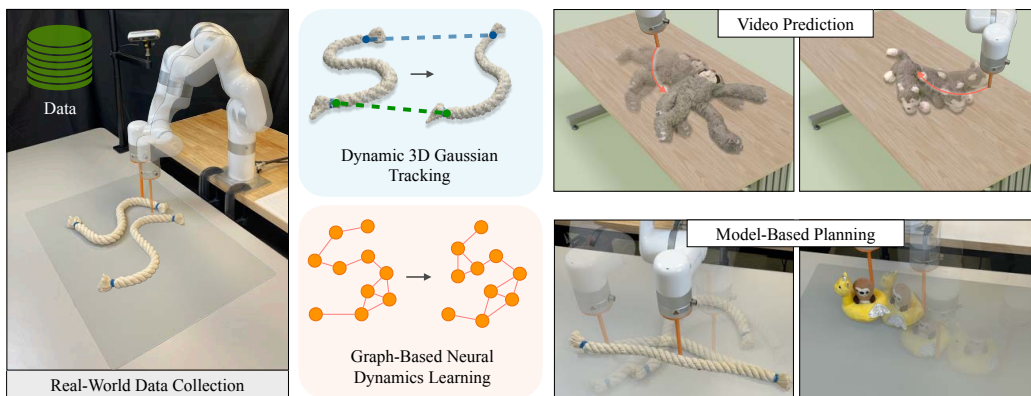 Data
Real-World Data Collection
Dynamic 3D Gaussian
Tracking
Graph-Based Neural
Dynamics Learning
Video Prediction
Model-Based Planning